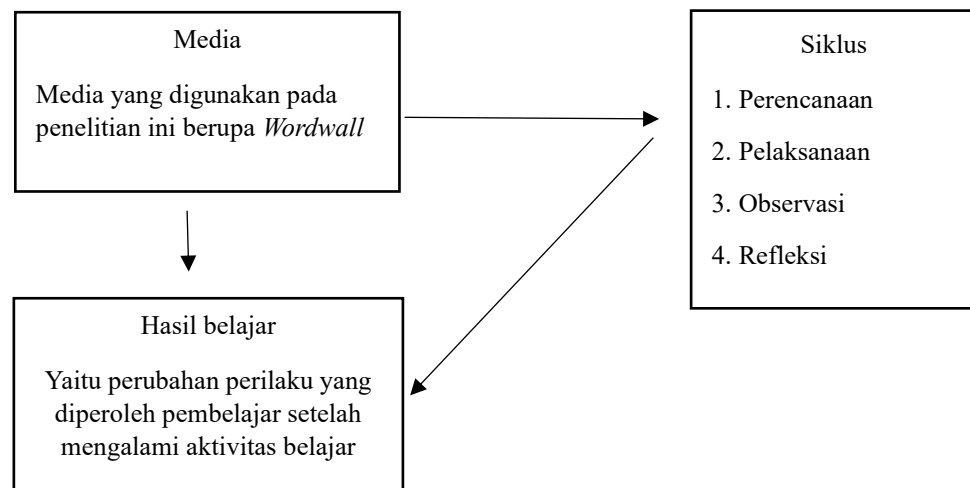 Media
Media yang digunakan pada
penelitian ini berupa Wordwall
Siklus
1. Perencanaan
2. Pelaksanaan
3. Observasi
4. Refleksi
Hasil belajar
Yaitu perubahan perilaku yang
diperoleh pembelajar setelah
mengalami aktivitas belajar